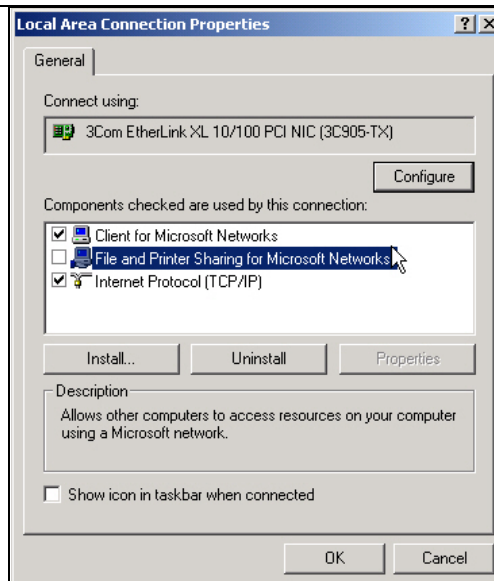 Local Area Connection Properties
General
Connect using:
3Com EtherLink XL 10/100 PCI NIC (3C905-TX)
Configure
Components checked are used by this connection:
Client for Microsoft Networks
File and Printer Sharing for Microsoft Networks
Internet Protocol (TCP/IP)
Install... Uninstall Properties
Description
Allows other computers to access resources on your computer
using a Microsoft network.
Show icon in taskbar when connected
OK Cancel